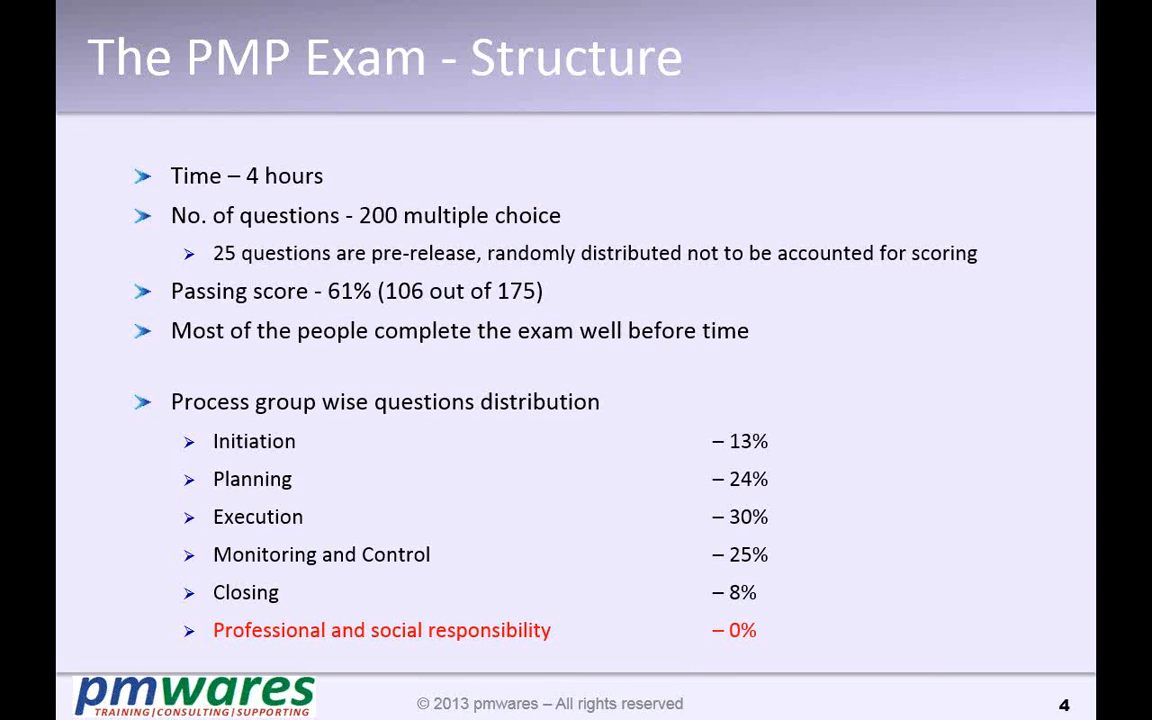 The PMP Exam - Structure
Time – 4 hours
No. of questions - 200 multiple choice
25 questions are pre-release, randomly distributed not to be accounted for scoring
Passing score - 61% (106 out of 175)
Most of the people complete the exam well before time
Process group wise questions distribution
Initiation – 13%
Planning – 24%
Execution – 30%
Monitoring and Control – 25%
Closing – 8%
Professional and social responsibility – 0%
pmwares
TRAINING|CONSULTING|SUPPORTING
© 2013 pmwares – All rights reserved
4